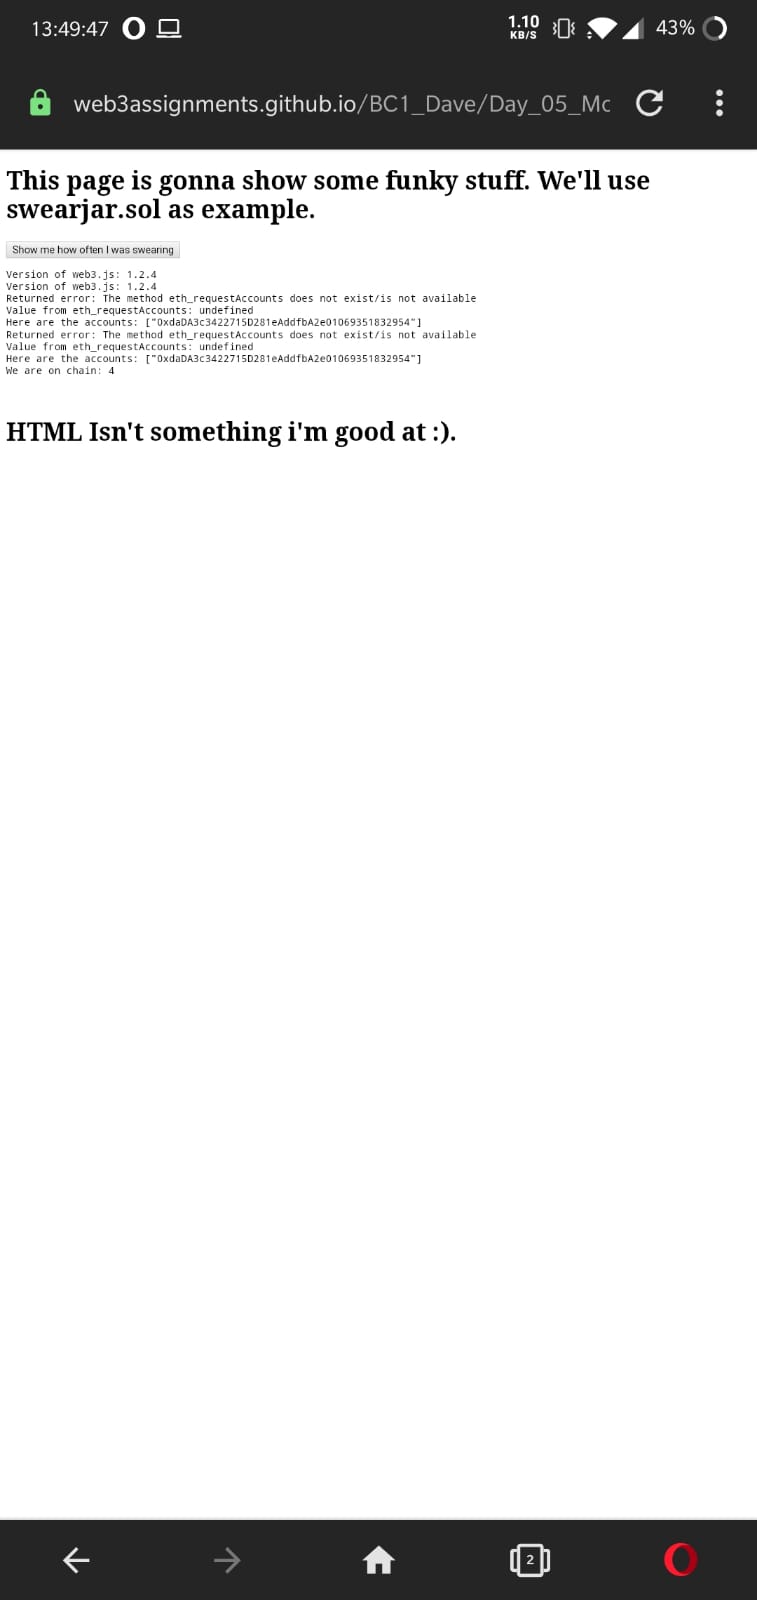 13:49:47
1.10 KB/S
43%
web3assignments.github.io/BC1_Dave/Day_05_Mc
This page is gonna show some funky stuff. We'll use
swearjar.sol as example.
Show me how often I was swearing
Version of web3.js: 1.2.4
Version of web3.js: 1.2.4
Returned error: The method eth_requestAccounts does not exist/is not available
Value from eth_requestAccounts: undefined
Here are the accounts: ["0xdaDA3c3422715D281eAddfbA2e01069351832954"]
Returned error: The method eth_requestAccounts does not exist/is not available
Value from eth_requestAccounts: undefined
Here are the accounts: ["0xdaDA3c3422715D281eAddfbA2e01069351832954"]
We are on chain: 4
HTML Isn't something i'm good at :).
2